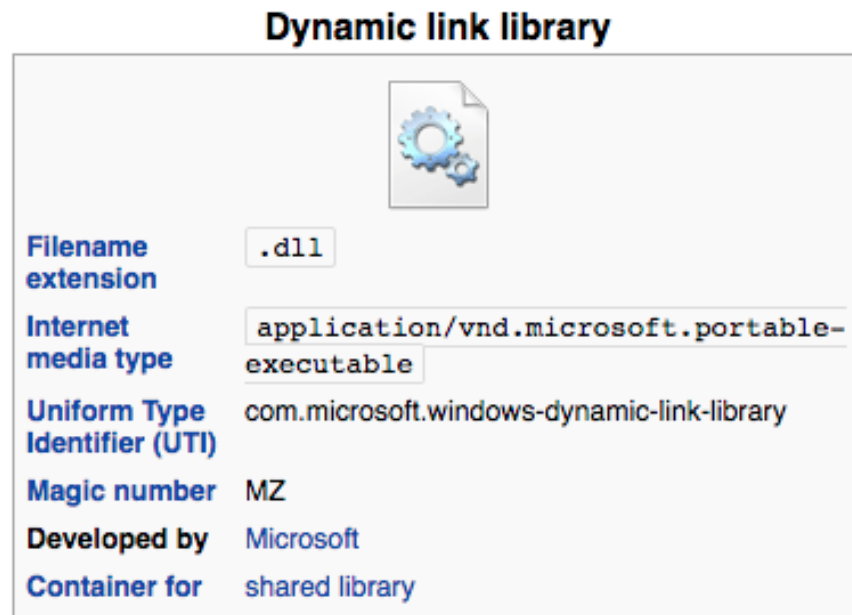 Dynamic link library
Filename
extension
.dll
Internet
media type
application/vnd.microsoft.portable-
executable
Uniform Type
Identifier (UTI)
com.microsoft.windows-dynamic-link-library
Magic number MZ
Developed by Microsoft
Container for shared library